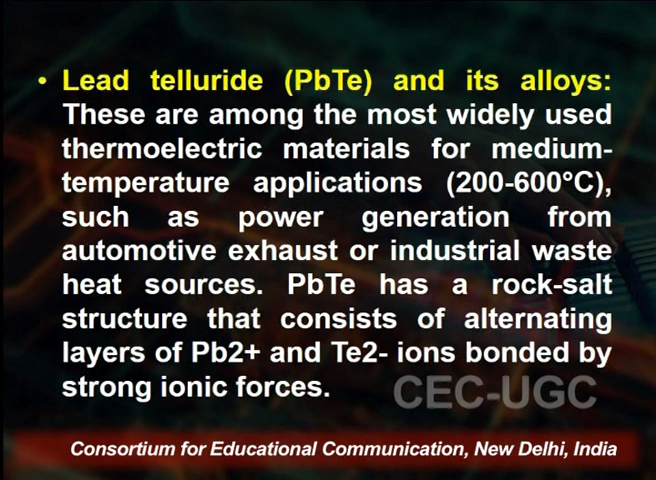 • Lead telluride (PbTe) and its alloys:
These are among the most widely used
thermoelectric materials for medium-
temperature applications (200-600°C),
such as power generation from
automotive exhaust or industrial waste
heat sources. PbTe has a rock-salt
structure that consists of alternating
layers of Pb2+ and Te2- ions bonded by
strong ionic forces.
CEC-UGC
Consortium for Educational Communication, New Delhi, India